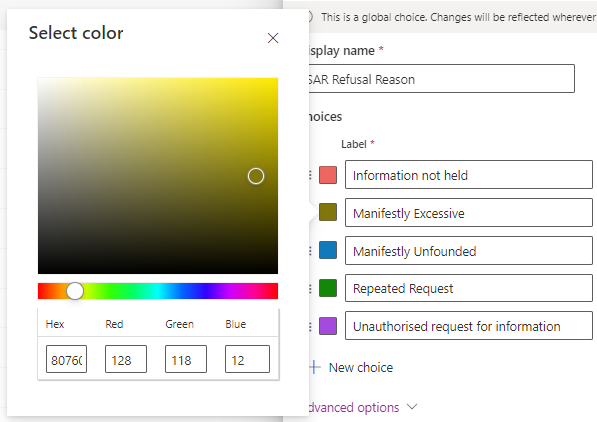 Select color
Hex Red Green Blue
8076 128 118 12
This is a global choice. Changes will be reflected wherever
isplay name *
SAR Refusal Reason
hoices
Label *
Information not held
Manifestly Excessive
Manifestly Unfounded
Repeated Request
Unauthorised request for information
New choice
dvanced options